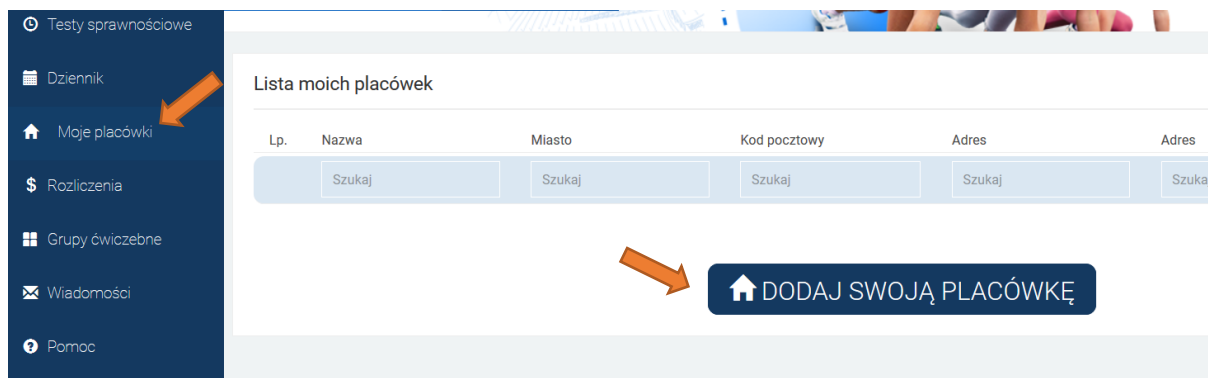 Testy sprawnościowe
Dziennik
Moje placówki
Rozliczenia
Grupy ćwiczebne
Wiadomości
Pomoc
Lista moich placówek
Lp. Nazwa Miasto Kod pocztowy Adres Adres
Szukaj Szukaj Szukaj Szukaj Szuka
DODAJ SWOJĄ PLACÓWKĘ